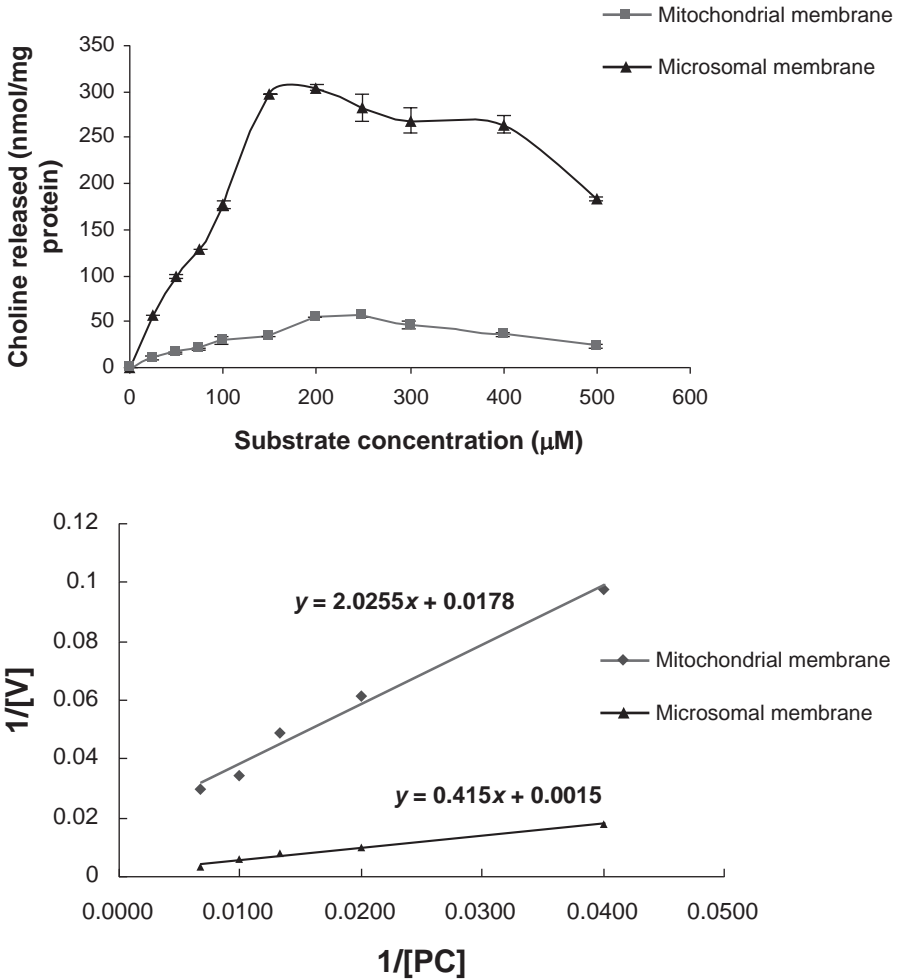 Mitochondrial membrane
Microsomal membrane
350
300
250
200
150
100
50
0
Choline released (nmol/mg
protein)
0 100 200 300 400 500 600
Substrate concentration (μM)
0.12
0.1
0.08
0.06
0.04
0.02
0
1/[V]
y = 2.0255x + 0.0178
y = 0.415x + 0.0015
Mitochondrial membrane
Microsomal membrane
0.0000 0.0100 0.0200 0.0300 0.0400 0.0500
1/[PC]